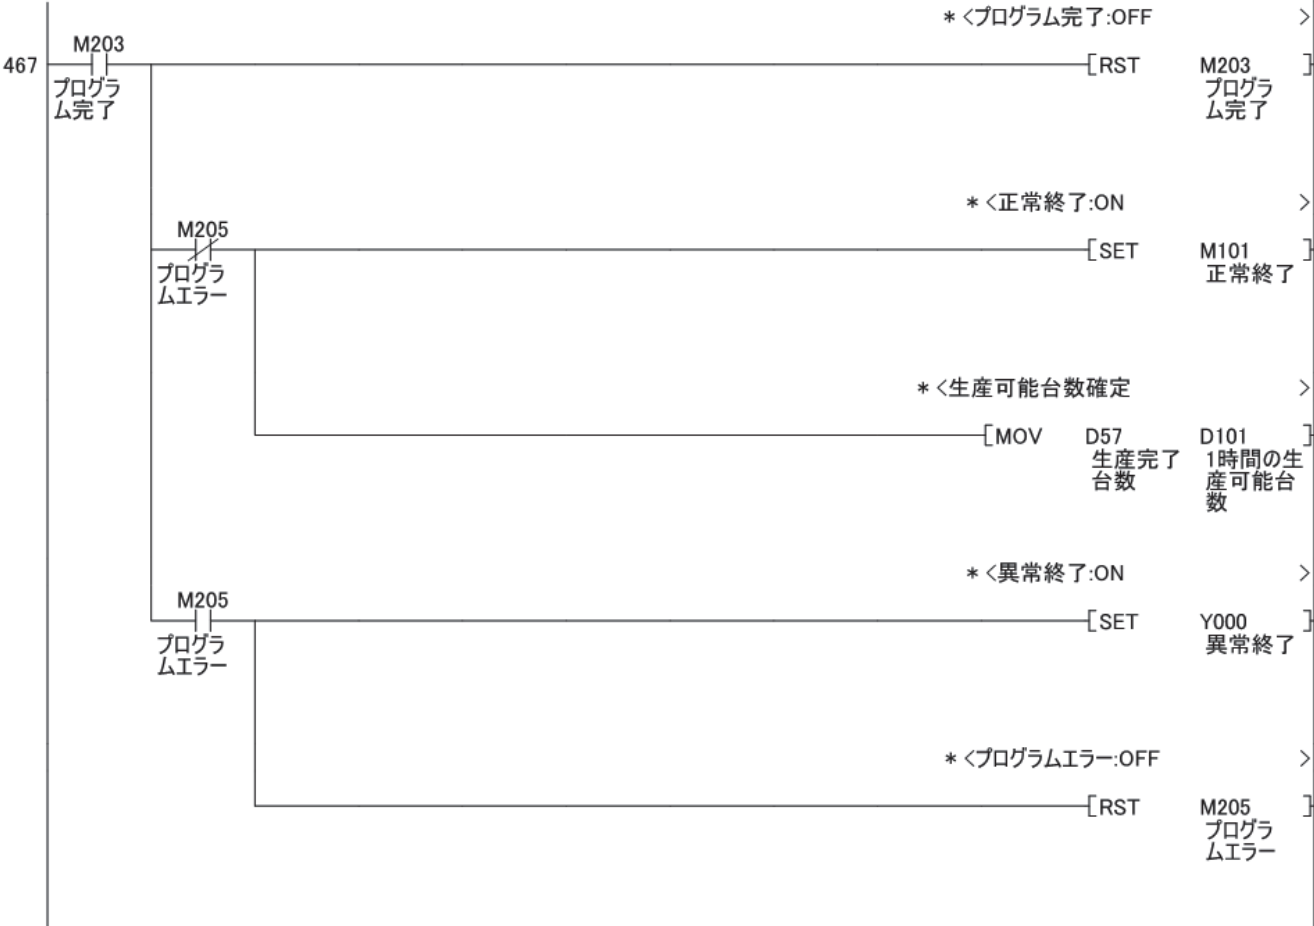 * <プログラム完了:OFF >
M203
467
[RST M203 ]
プログラ
ム完了
プログラ
ム完了
* <正常終了:ON >
M205
[SET M101 ]
プログラ
ムエラー
正常終了
* <生産可能台数確定 >
[MOV D57 D101 ]
生産完了
台数
1時間の生
産可能台
数
* <異常終了:ON >
M205
[SET Y000 ]
プログラ
ムエラー
異常終了
* <プログラムエラー:OFF >
[RST M205 ]
プログラ
ムエラー